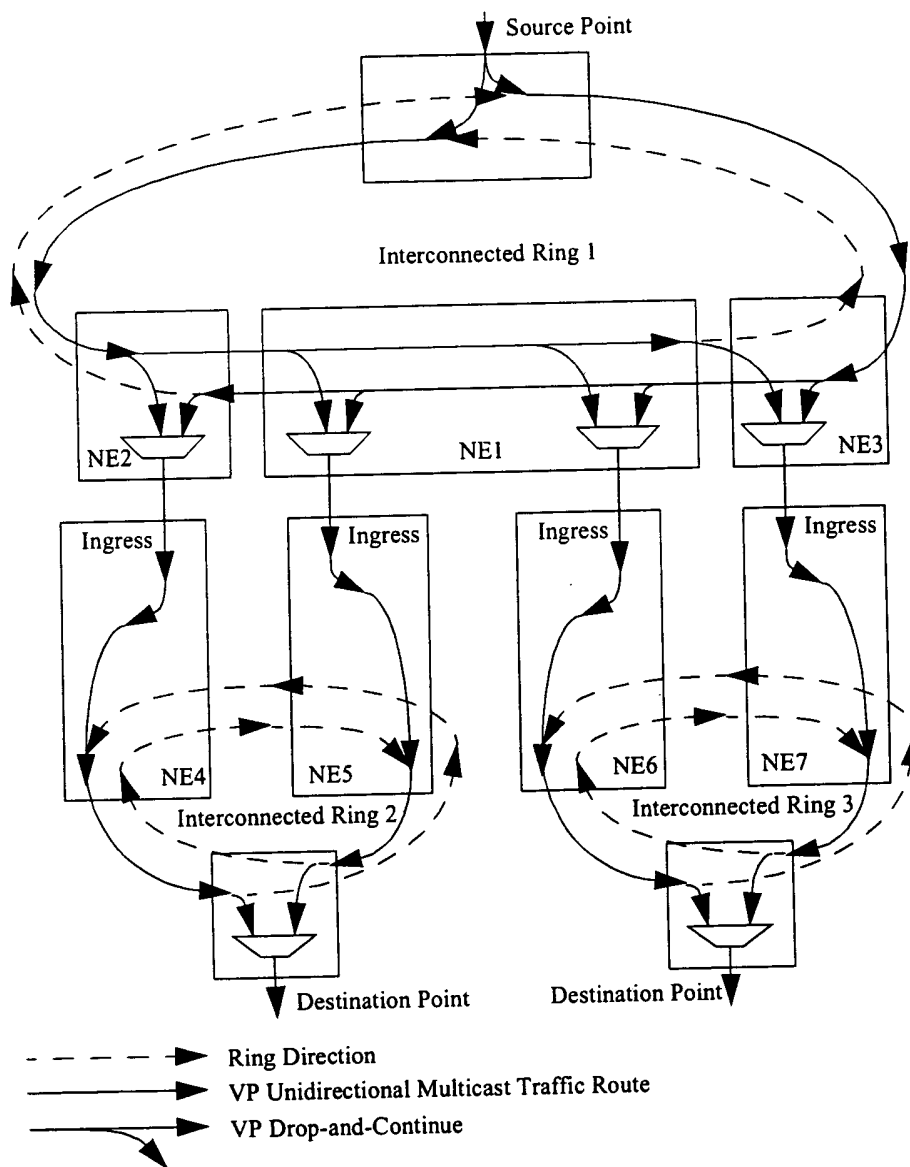 Source Point
Interconnected Ring 1
NE2
NE1
NE3
Ingress
Ingress
Ingress
Ingress
NE4
NE5
NE6
NE7
Interconnected Ring 2
Interconnected Ring 3
Destination Point
Destination Point
Ring Direction
VP Unidirectional Multicast Traffic Route
VP Drop-and-Continue